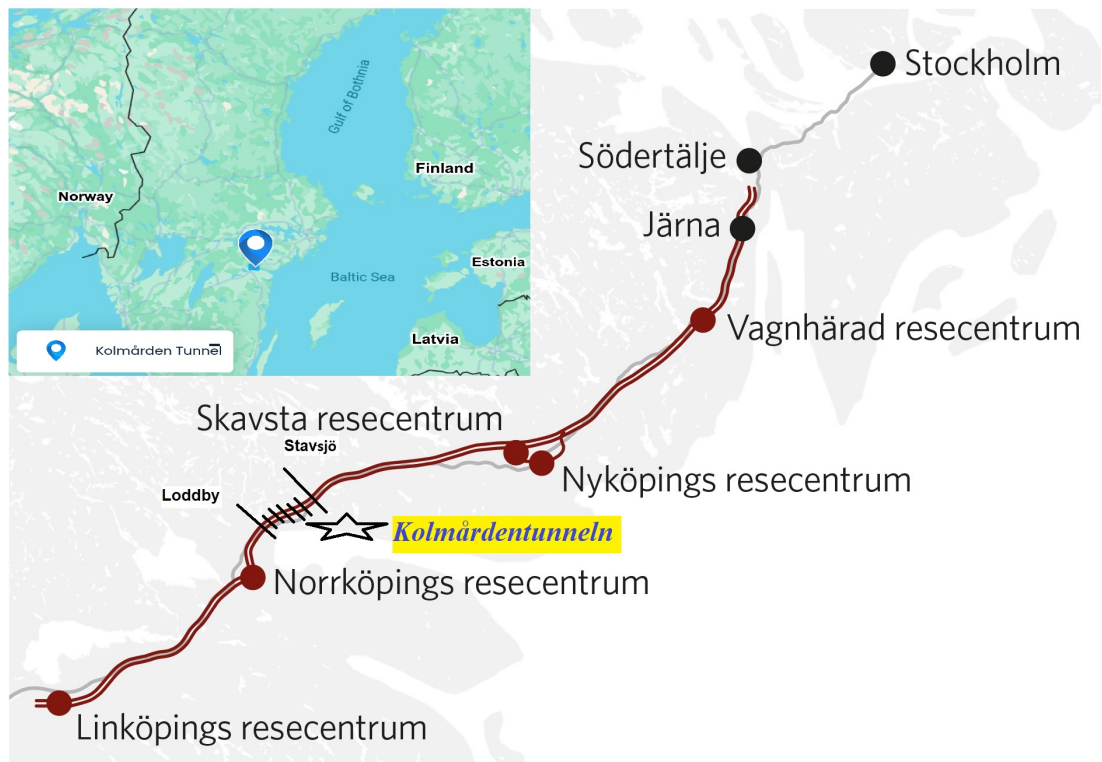 Gulf of Bothnia
Finland
Norway
Estonia
Baltic Sea
Latvia
Kolmården Tunnel
Stockholm
Södertälje
Järna
Vagnhärad resecentrum
Skavsta resecentrum
Stavsjö
Nyköpings resecentrum
Loddby
Kolmårdentunneln
Norrköpings resecentrum
Linköpings resecentrum